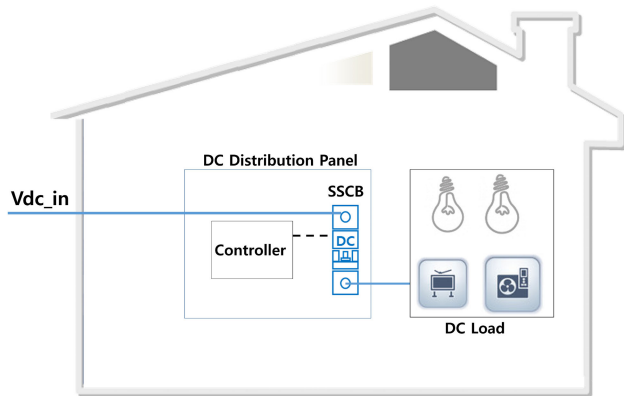 DC Distribution Panel
Vdc_in
SSCB
DC
Controller
DC Load